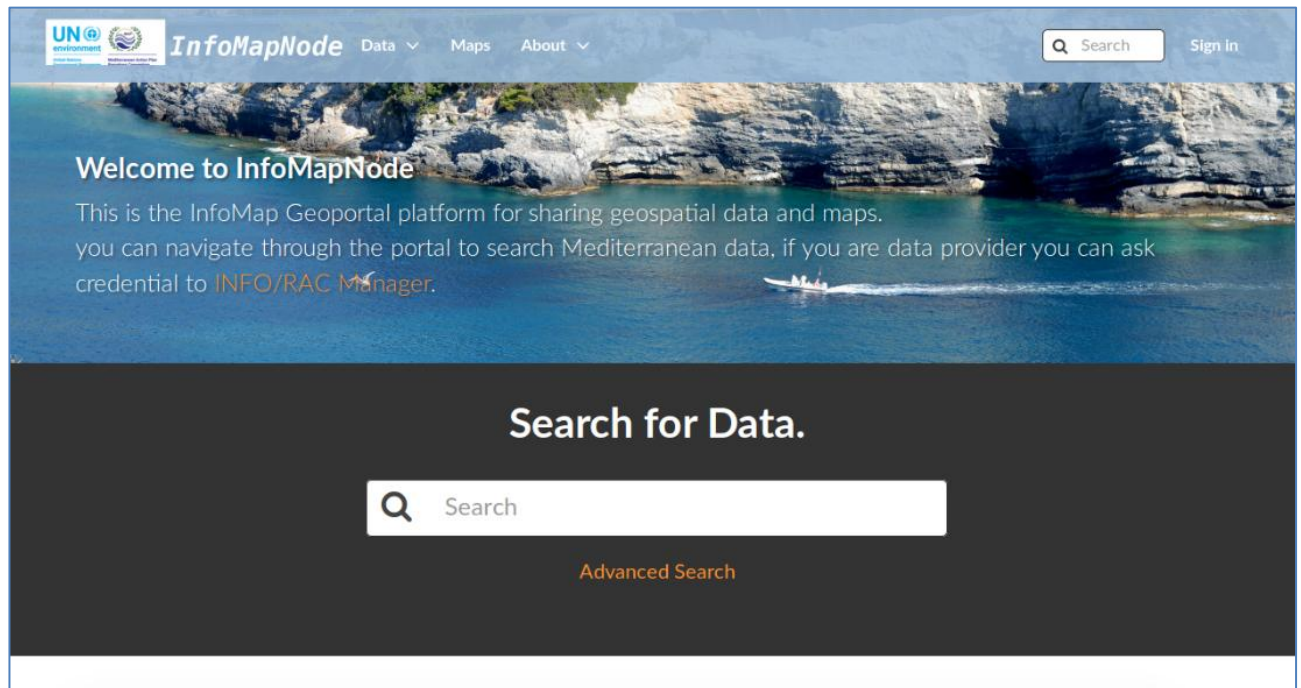 UN
environment
InfoMapNode Data Maps About Search Sign in
Welcome to InfoMapNode
This is the InfoMap Geoportal platform for sharing geospatial data and maps.
you can navigate through the portal to search Mediterranean data, if you are data provider you can ask
credential to INFO/RAC Manager.
Search for Data.
Search
Advanced Search